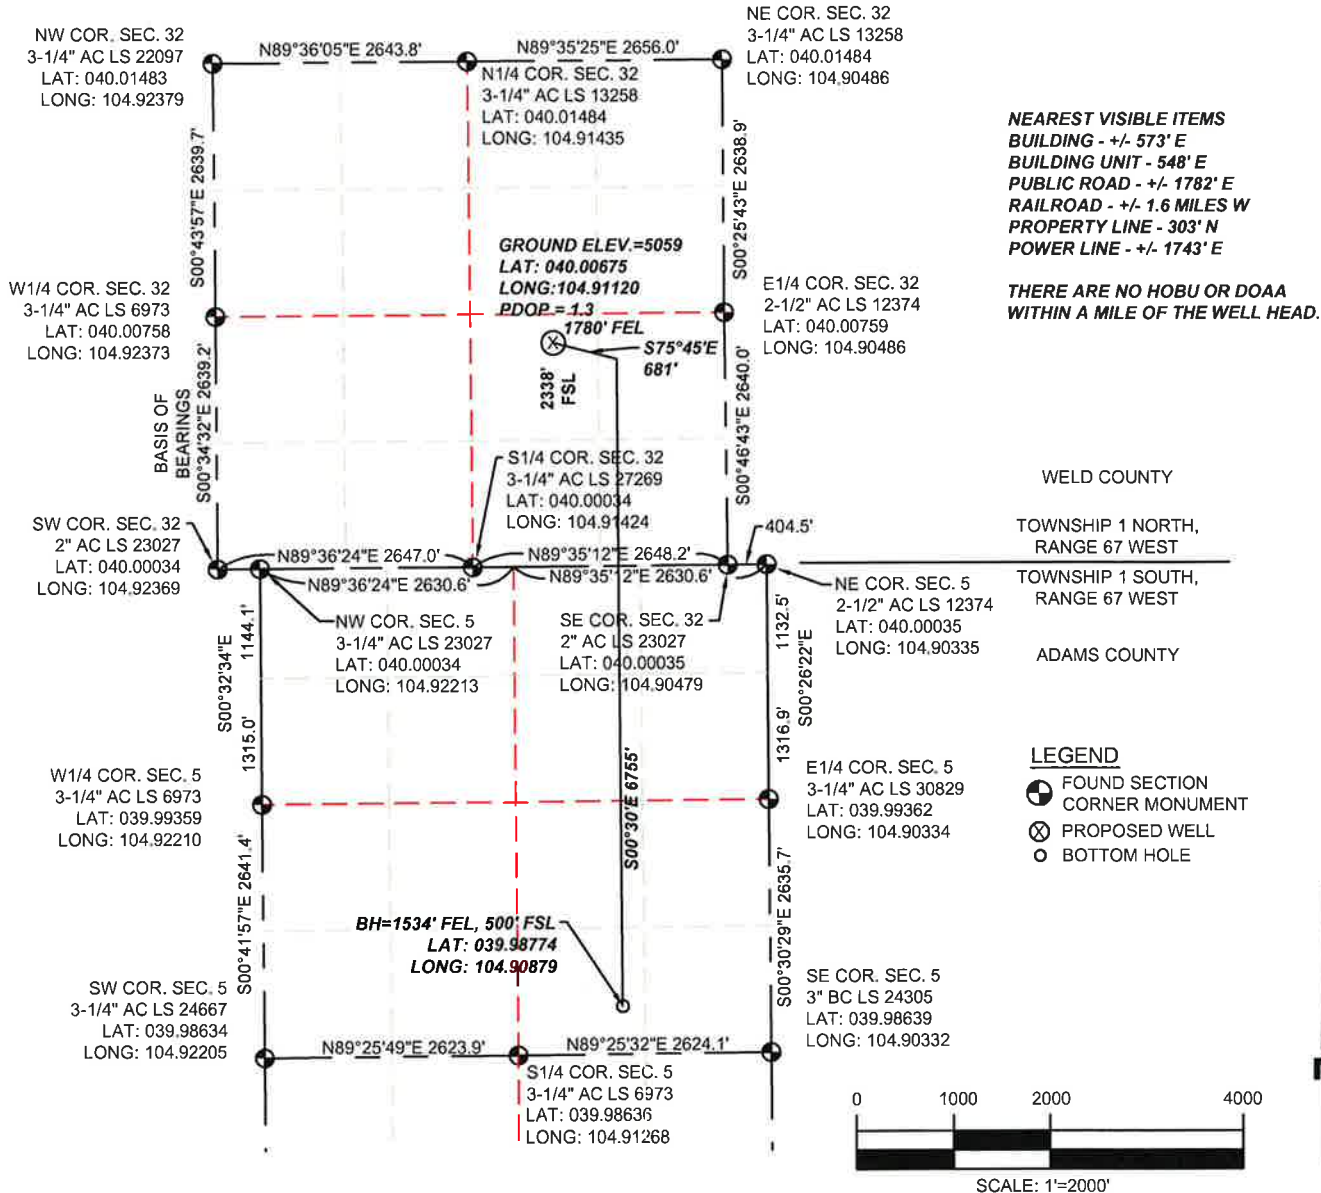 NW COR. SEC. 32
3-1/4" AC LS 22097
LAT: 040.01483
LONG: 104.92379
N89°36'05"E 2643.8'
N89°35'25"E 2656.0'
NE COR. SEC. 32
3-1/4" AC LS 13258
LAT: 040.01484
LONG: 104.90486
N1/4 COR. SEC. 32
3-1/4" AC LS 13258
LAT: 040.01484
LONG: 104.91435
S00°43'57"E 2639.7'
S00°25'43"E 2638.9'
NEAREST VISIBLE ITEMS
BUILDING - +/- 573' E
BUILDING UNIT - 548' E
PUBLIC ROAD - +/- 1782' E
RAILROAD - +/- 1.6 MILES W
PROPERTY LINE - 303' N
POWER LINE - +/- 1743' E
THERE ARE NO HOBU OR DOAA
WITHIN A MILE OF THE WELL HEAD.
GROUND ELEV.=5059
LAT: 040.00675
LONG:104.91120
PDOP = 1.3
W1/4 COR. SEC. 32
3-1/4" AC LS 6973
LAT: 040.00758
LONG: 104.92373
E1/4 COR. SEC. 32
2-1/2" AC LS 12374
LAT: 040.00759
LONG: 104.90486
1780' FEL
S75°45'E
681'
2338'
FSL
BASIS OF
BEARINGS
S00°34'32"E 2639.2'
S00°46'43"E 2640.0'
S1/4 COR. SEC. 32
3-1/4" AC LS 27269
LAT: 040.00034
LONG: 104.91424
WELD COUNTY
SW COR. SEC. 32
2" AC LS 23027
LAT: 040.00034
LONG: 104.92369
404.5'
TOWNSHIP 1 NORTH,
RANGE 67 WEST
N89°36'24"E 2647.0'
N89°35'12"E 2648.2'
N89°36'24"E 2630.6'
N89°35'12"E 2630.6'
TOWNSHIP 1 SOUTH,
RANGE 67 WEST
NE COR. SEC. 5
2-1/2" AC LS 12374
LAT: 040.00035
LONG: 104.90335
NW COR. SEC. 5
3-1/4" AC LS 23027
LAT: 040.00034
LONG: 104.92213
SE COR. SEC. 32
2" AC LS 23027
LAT: 040.00035
LONG: 104.90479
ADAMS COUNTY
S00°32'34"E
1144.1'
1315.0'
1132.5'
S00°26'22"E
1316.9'
W1/4 COR. SEC. 5
3-1/4" AC LS 6973
LAT: 039.99359
LONG: 104.92210
S00°30'E 6755'
E1/4 COR. SEC. 5
3-1/4" AC LS 30829
LAT: 039.99362
LONG: 104.90334
LEGEND
FOUND SECTION
CORNER MONUMENT
PROPOSED WELL
BOTTOM HOLE
S00°41'57"E 2641.4'
S00°30'29"E 2635.7'
BH=1534' FEL, 500' FSL
LAT: 039.98774
LONG: 104.90879
SW COR. SEC. 5
3-1/4" AC LS 24667
LAT: 039.98634
LONG: 104.92205
SE COR. SEC. 5
3" BC LS 24305
LAT: 039.98639
LONG: 104.90332
N89°25'49"E 2623.9'
N89°25'32"E 2624.1'
S1/4 COR. SEC. 5
3-1/4" AC LS 6973
LAT: 039.98636
LONG: 104.91268
0 1000 2000 4000
SCALE: 1'=2000'